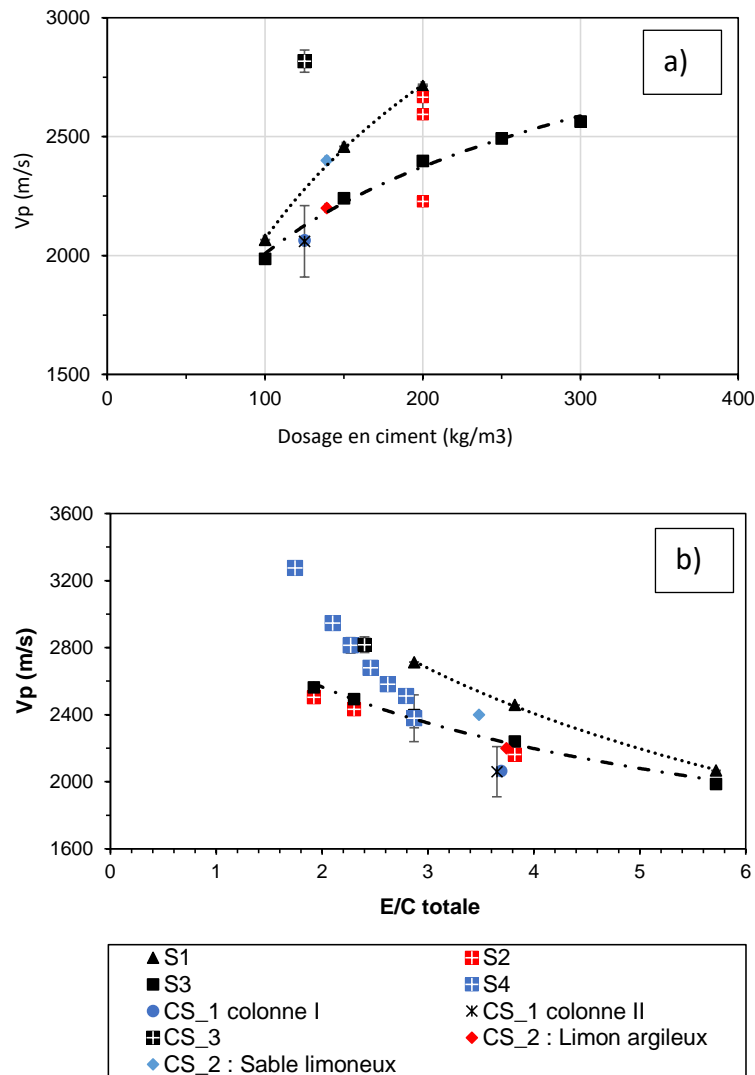 3000
a)
2500
Vp (m/s)
2000
1500
0 100 200 300 400
Dosage en ciment (kg/m3)
3600
b)
3200
2800
Vp (m/s)
2400
2000
1600
0 1 2 3 4 5 6
E/C totale
S1 S2
S3 S4
CS_1 colonne I CS_1 colonne II
CS_3 CS_2 : Limon argileux
CS_2 : Sable limoneux